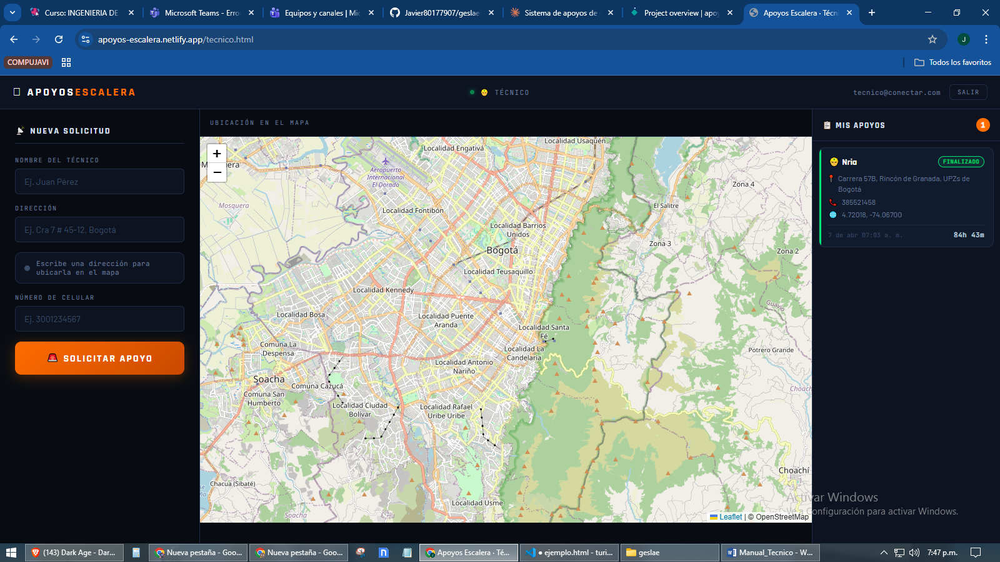 Curso: INGENIERIA DE
Microsoft Teams - Erro
Equipos y canales | Mic
Javier80177907/geslae
Sistema de apoyos de
Project overview | apoy
Apoyos Escalera · Técni
apoyos-escalera.netlify.app/tecnico.html
J
COMPUJAVI
Todos los favoritos
APOYOSESCALERA
TÉCNICO
tecnico@conectar.com
SALIR
NUEVA SOLICITUD
NOMBRE DEL TÉCNICO
Ej. Juan Pérez
DIRECCIÓN
Ej. Cra 7 # 45-12, Bogotá
Escribe una dirección para
ubicarla en el mapa
NÚMERO DE CELULAR
Ej. 3001234567
SOLICITAR APOYO
UBICACIÓN EN EL MAPA
+
−
Localidad Usaquén
Localidad Engativá
Aeropuerto
Internacional
El Dorado
Zona 4
Mosquera
El Salitre
Localidad Fontibón
Localidad Barrios
Unidos
Zona 3
Bogotá
Zona 2
Localidad Teusaquillo
Localidad Kennedy
Guavio
Localidad Bosa
Localidad Puente
Aranda
Localidad Santa
Fé
Comuna La
Despensa
Localidad La
Candelaria
Potrero Grande
Localidad Antonio
Nariño
Soacha
Comuna Cazucá
Comuna San
Humberto
Localidad Ciudad
Bolívar
Localidad Rafael
Uribe Uribe
Choachí
Chacua (Sibaté)
Localidad Usme
Soacha
Leaflet | © OpenStreetMap
MIS APOYOS
1
Nria
FINALIZADO
Carrera 57B, Rincón de Granada, UPZs de
Bogotá
385521458
4.72018, -74.06700
7 de abr 07:03 a. m.
84h 43m
Activar Windows
Configuración para activar Windows.
(143) Dark Age - Dar...
Nueva pestaña - Goo...
Nueva pestaña - Goo...
Apoyos Escalera · Té...
● ejemplo.html - turi...
geslae
Manual_Tecnico - W...
7:47 p.m.